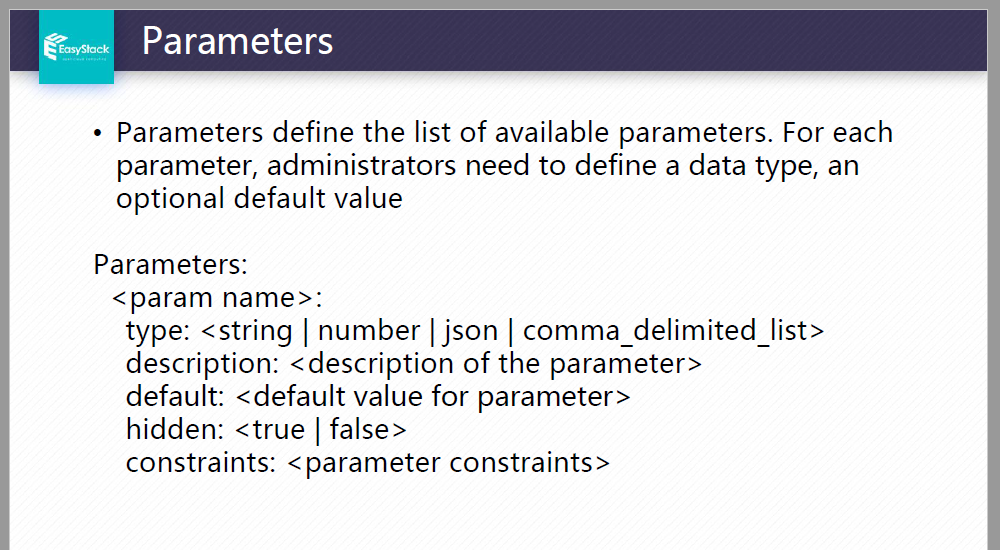 EasyStack
Parameters
• Parameters define the list of available parameters. For each
parameter, administrators need to define a data type, an
optional default value
Parameters:
<param name>:
type: <string | number | json | comma_delimited_list>
description: <description of the parameter>
default: <default value for parameter>
hidden: <true | false>
constraints: <parameter constraints>